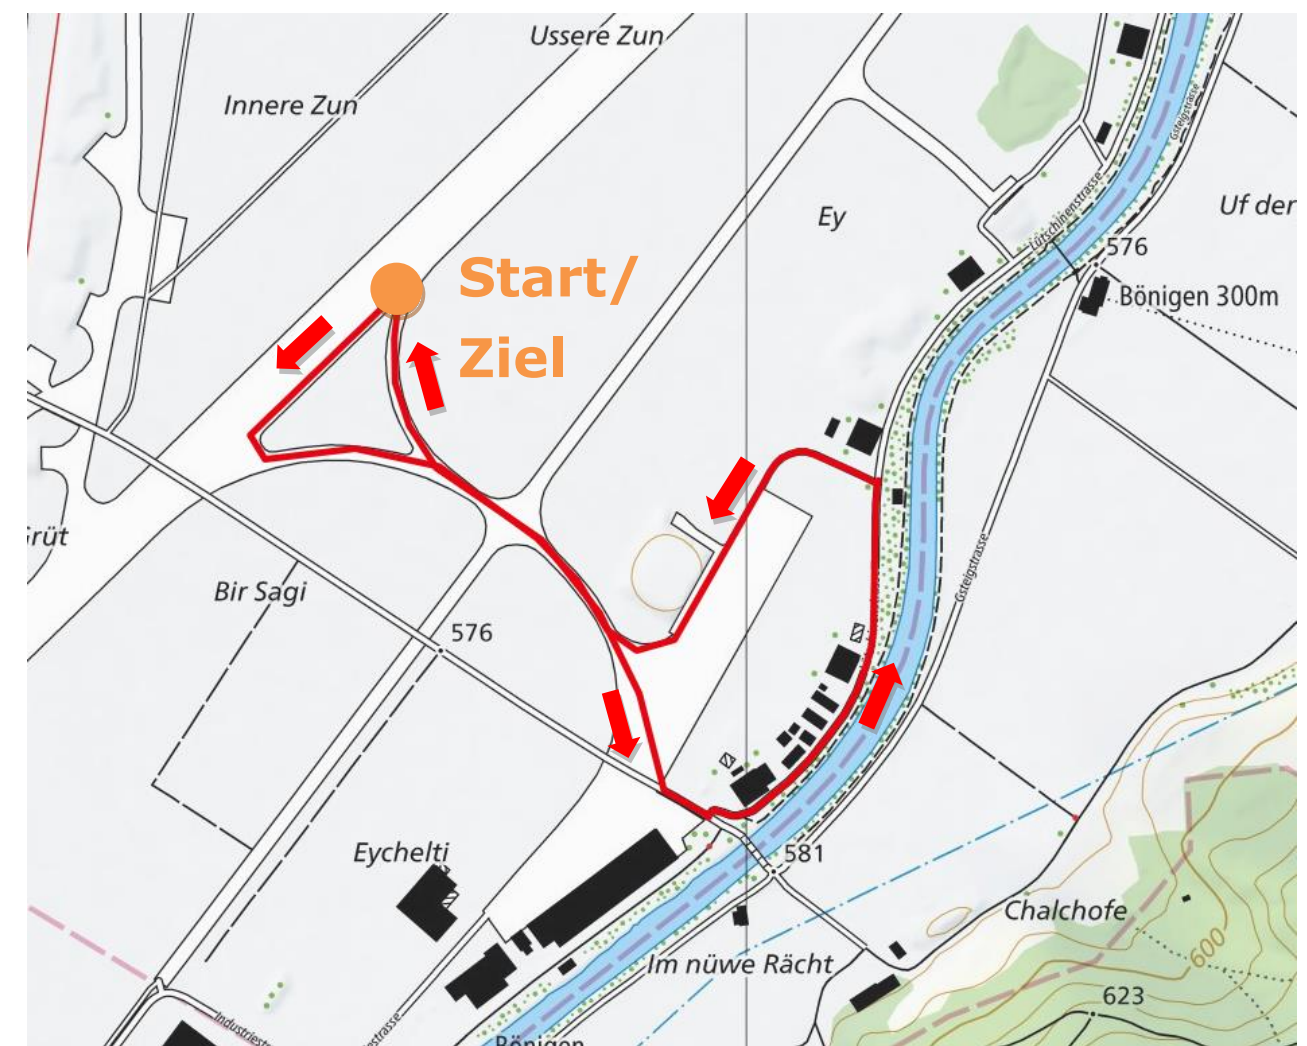 Ussere Zun
Innere Zun
Gsteigstrasse
Uf der
Ey
Lütschinenstrasse
576
Start/
Ziel
Bönigen 300m
Gsteigstrasse
Bir Sagi
576
581
Eychelti
Chalchofe
600
Im nüwe Rächt
623
Bönigen